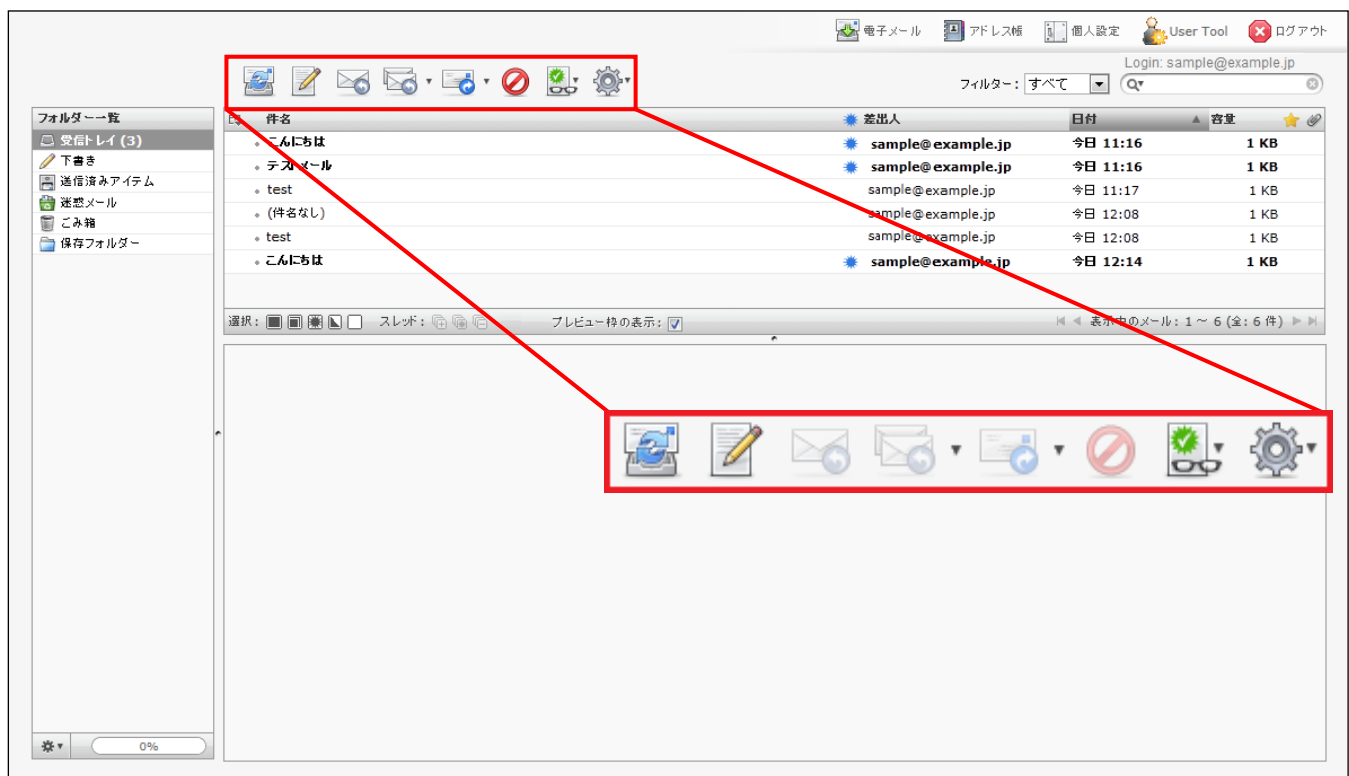 電子メール アドレス帳 個人設定 User Tool ログアウト
Login: sample@example.jp
フィルター: すべて
フォルダー一覧
受信トレイ (3)
下書き
送信済みアイテム
迷惑メール
ごみ箱
保存フォルダー
件名 差出人 日付 容量
こんにちは sample@example.jp 今日 11:16 1 KB
テストメール sample@example.jp 今日 11:16 1 KB
test sample@example.jp 今日 11:17 1 KB
(件名なし) sample@example.jp 今日 12:08 1 KB
test sample@example.jp 今日 12:08 1 KB
こんにちは sample@example.jp 今日 12:14 1 KB
選択: スレッド: プレビュー枠の表示: 表示中のメール: 1 ~ 6 (全: 6 件)
0%